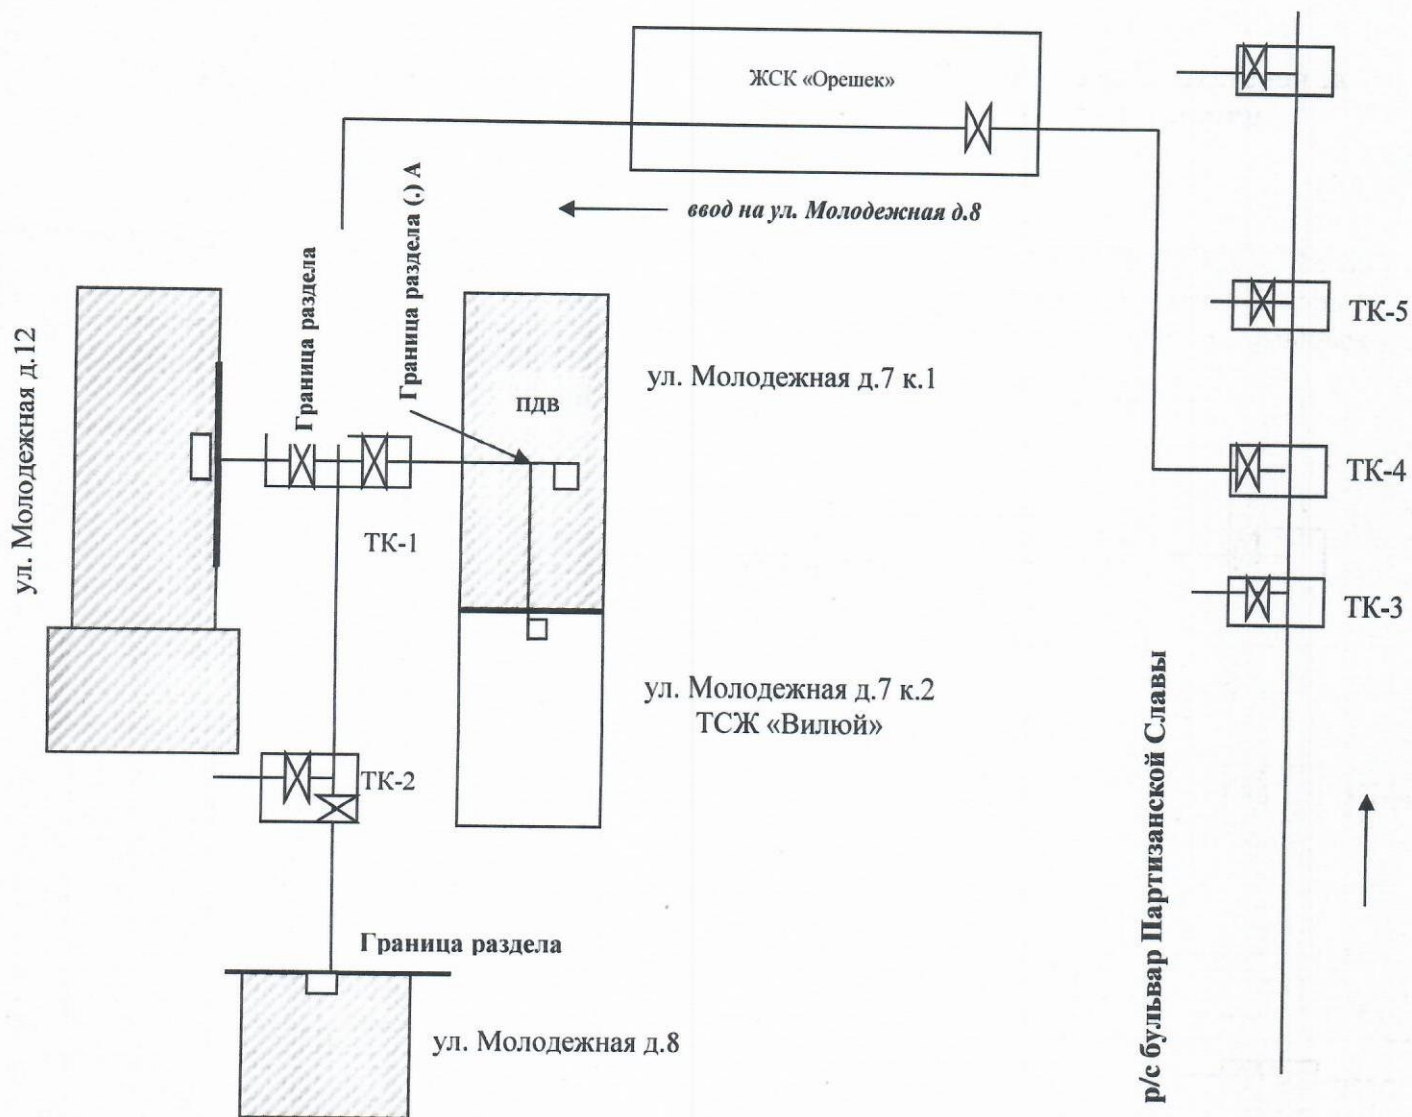 ЖСК «Орешек»
ввод на ул. Молодежная д.8
Граница раздела (.) А
Граница раздела
ул. Молодежная д.12
ул. Молодежная д.7 к.1
ПДВ
ТК-1
ТК-5
ТК-4
ТК-3
ул. Молодежная д.7 к.2
ТСЖ «Вилюй»
ТК-2
р/с бульвар Партизанской Славы
Граница раздела
ул. Молодежная д.8